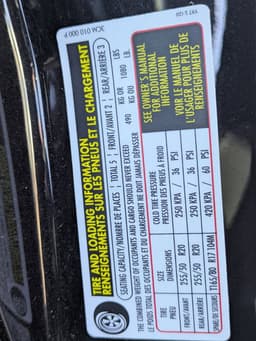 3CM 010 000 P
TIRE AND LOADING INFORMATION
RENSEIGNEMENTS SUR LES PNEUS ET LE CHARGEMENT
SEATING CAPACITY/NOMBRE DE PLACES | TOTAL 5 | FRONT/AVANT 2 | REAR/ARRIÈRE 3
THE COMBINED WEIGHT OF OCCUPANTS AND CARGO SHOULD NEVER EXCEED 490 KG OR 1080 LBS
LE POIDS TOTAL DES OCCUPANTS ET DU CHARGEMENT NE DOIT JAMAIS DÉPASSER KG OU LB.
TIRE SIZE COLD TIRE PRESSURE
PNEU DIMENSIONS PRESSION DES PNEUS À FROID
FRONT/AVANT 255/50 R20 250 KPA / 36 PSI
REAR/ARRIÈRE 255/50 R20 250 KPA / 36 PSI
SPARE/DE SECOURS T165/80 R17 104M 420 KPA / 60 PSI
SEE OWNER'S MANUAL
FOR ADDITIONAL
INFORMATION
VOIR LE MANUEL DE
L'USAGER POUR PLUS DE
RENSEIGNEMENTS